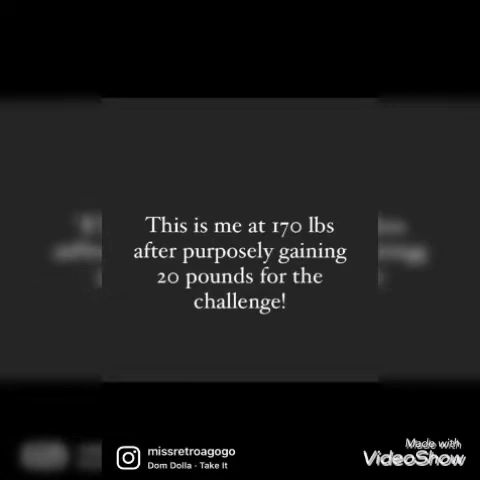 This is me at 170 lbs
after purposely gaining
20 pounds for the
challenge!
missretroagogo
Dom Dolla - Take It
Made with
VideoShow